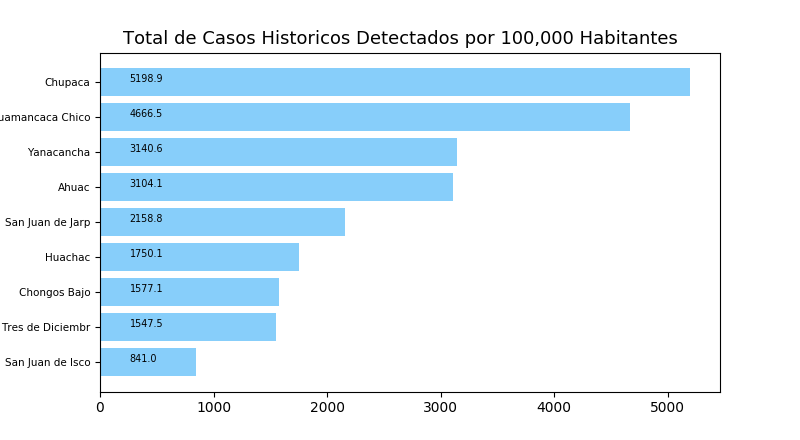 Total de Casos Historicos Detectados por 100,000 Habitantes
Chupaca 5198.9
uamancaca Chico 4666.5
Yanacancha 3140.6
Ahuac 3104.1
San Juan de Jarp 2158.8
Huachac 1750.1
Chongos Bajo 1577.1
Tres de Diciembr 1547.5
San Juan de Isco 841.0
0 1000 2000 3000 4000 5000